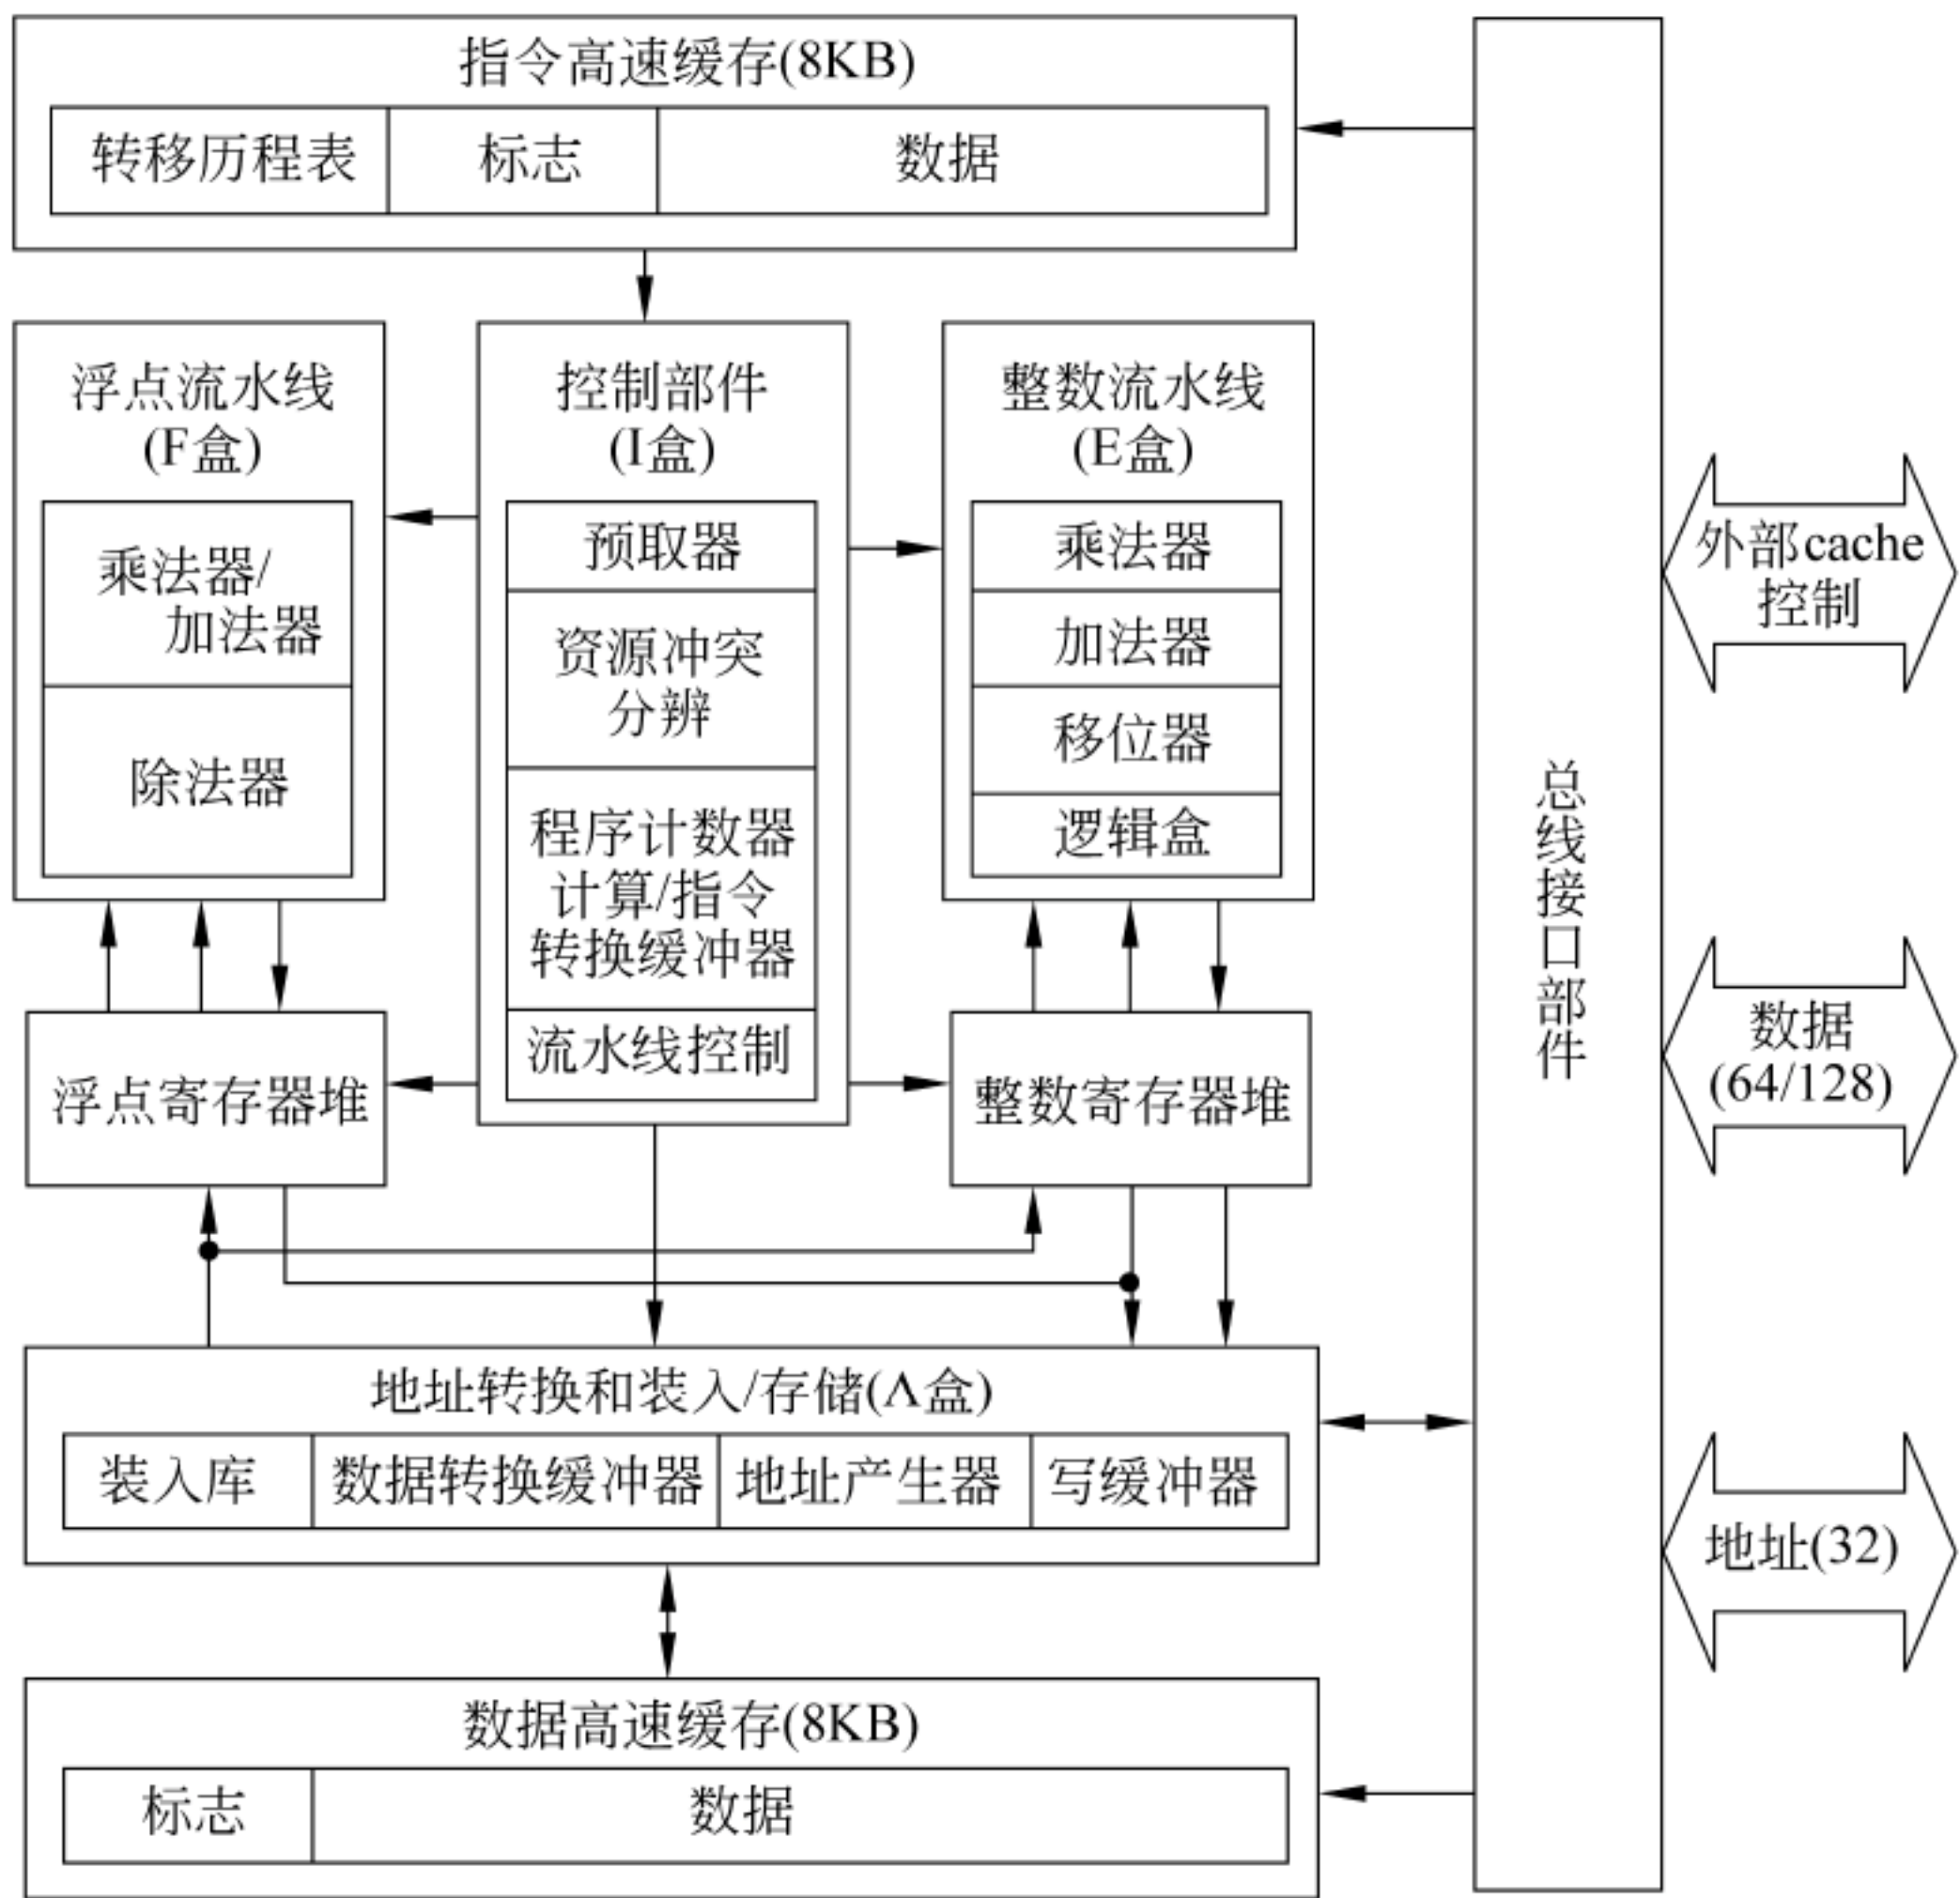 指令高速缓存(8KB)
转移历程表
标志
数据
浮点流水线
(F盒)
乘法器/
加法器
除法器
控制部件
(I盒)
预取器
资源冲突
分辨
程序计数器
计算/指令
转换缓冲器
流水线控制
整数流水线
(E盒)
乘法器
加法器
移位器
逻辑盒
浮点寄存器堆
整数寄存器堆
地址转换和装入/存储(A盒)
装入库
数据转换缓冲器
地址产生器
写缓冲器
数据高速缓存(8KB)
标志
数据
总线接口部件
外部cache
控制
数据
(64/128)
地址(32)